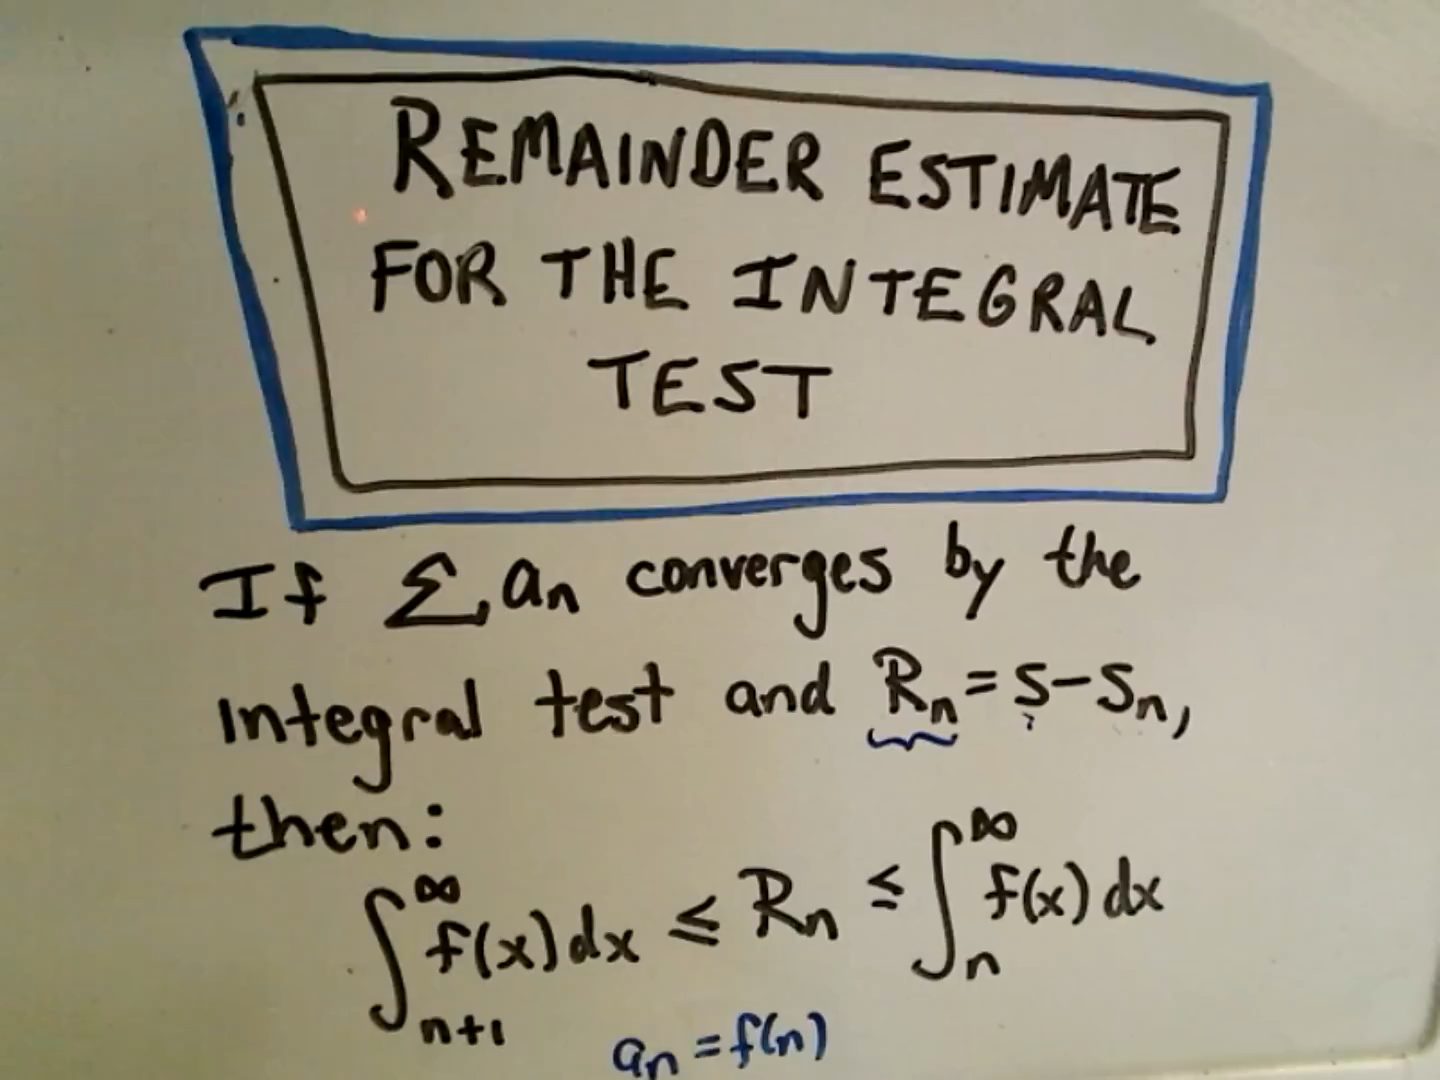 REMAINDER ESTIMATE
FOR THE INTEGRAL
TEST
If Σ an converges by the
integral test and Rn = s - sn,
then:
∫_{n+1}^{∞} f(x) dx ≤ Rn ≤ ∫_{n}^{∞} f(x) dx
an = f(n)